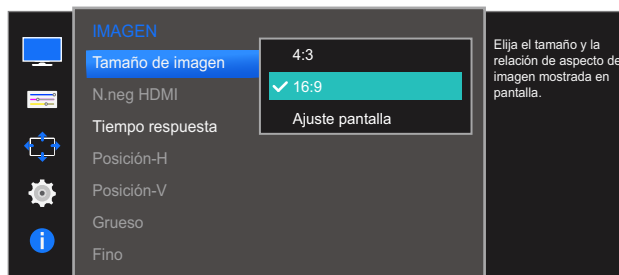 IMAGEN
Tamaño de imagen
N.neg HDMI
Tiempo respuesta
Posición-H
Posición-V
Grueso
Fino
4:3
16:9
Ajuste pantalla
Elija el tamaño y la
relación de aspecto de
imagen mostrada en
pantalla.